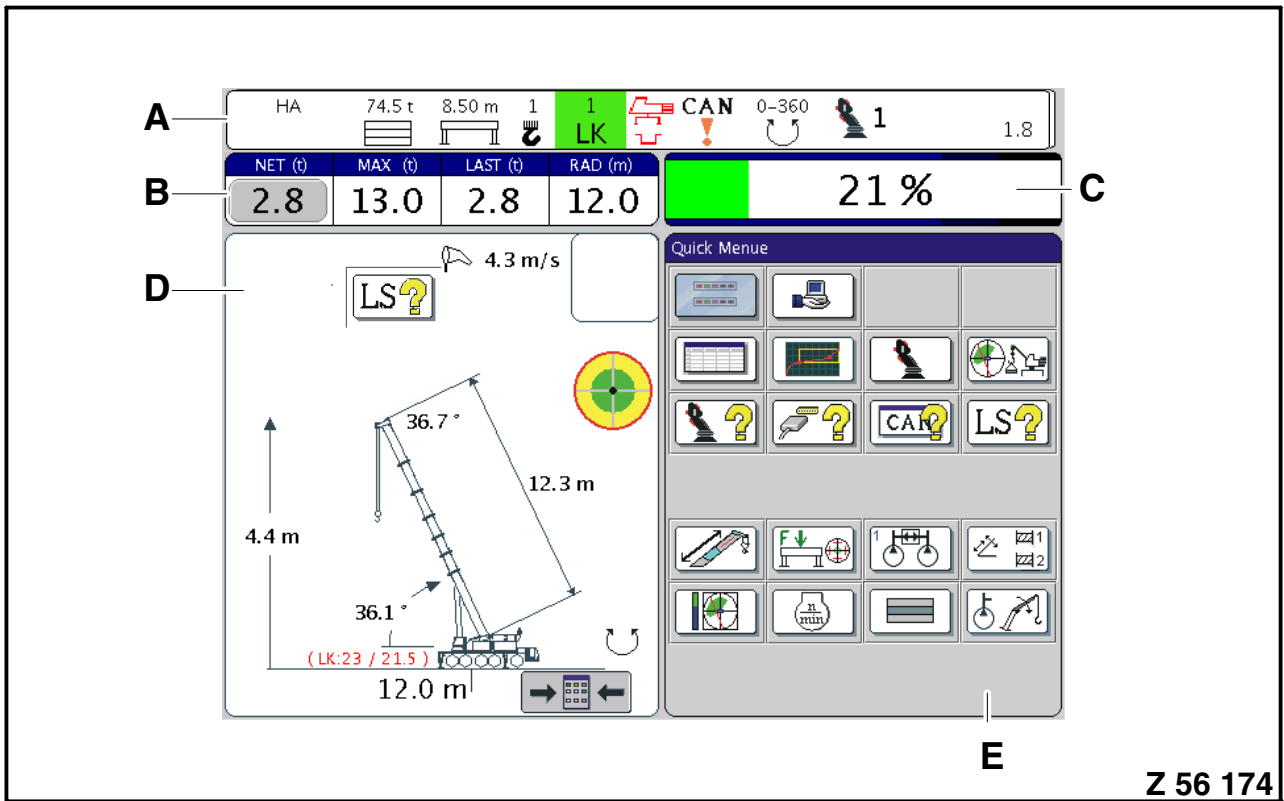 A
HA 74.5 t 8.50 m 1 1 LK CAN 0-360 1 1.8
B
NET (t) MAX (t) LAST (t) RAD (m)
2.8 13.0 2.8 12.0
21 %
C
D
4.3 m/s
LS?
36.7 °
12.3 m
4.4 m
36.1 °
( LK:23 / 21.5 )
12.0 m
Quick Menue
? ? CAN? LS?
F 1 1
2
n
min
E
Z 56 174